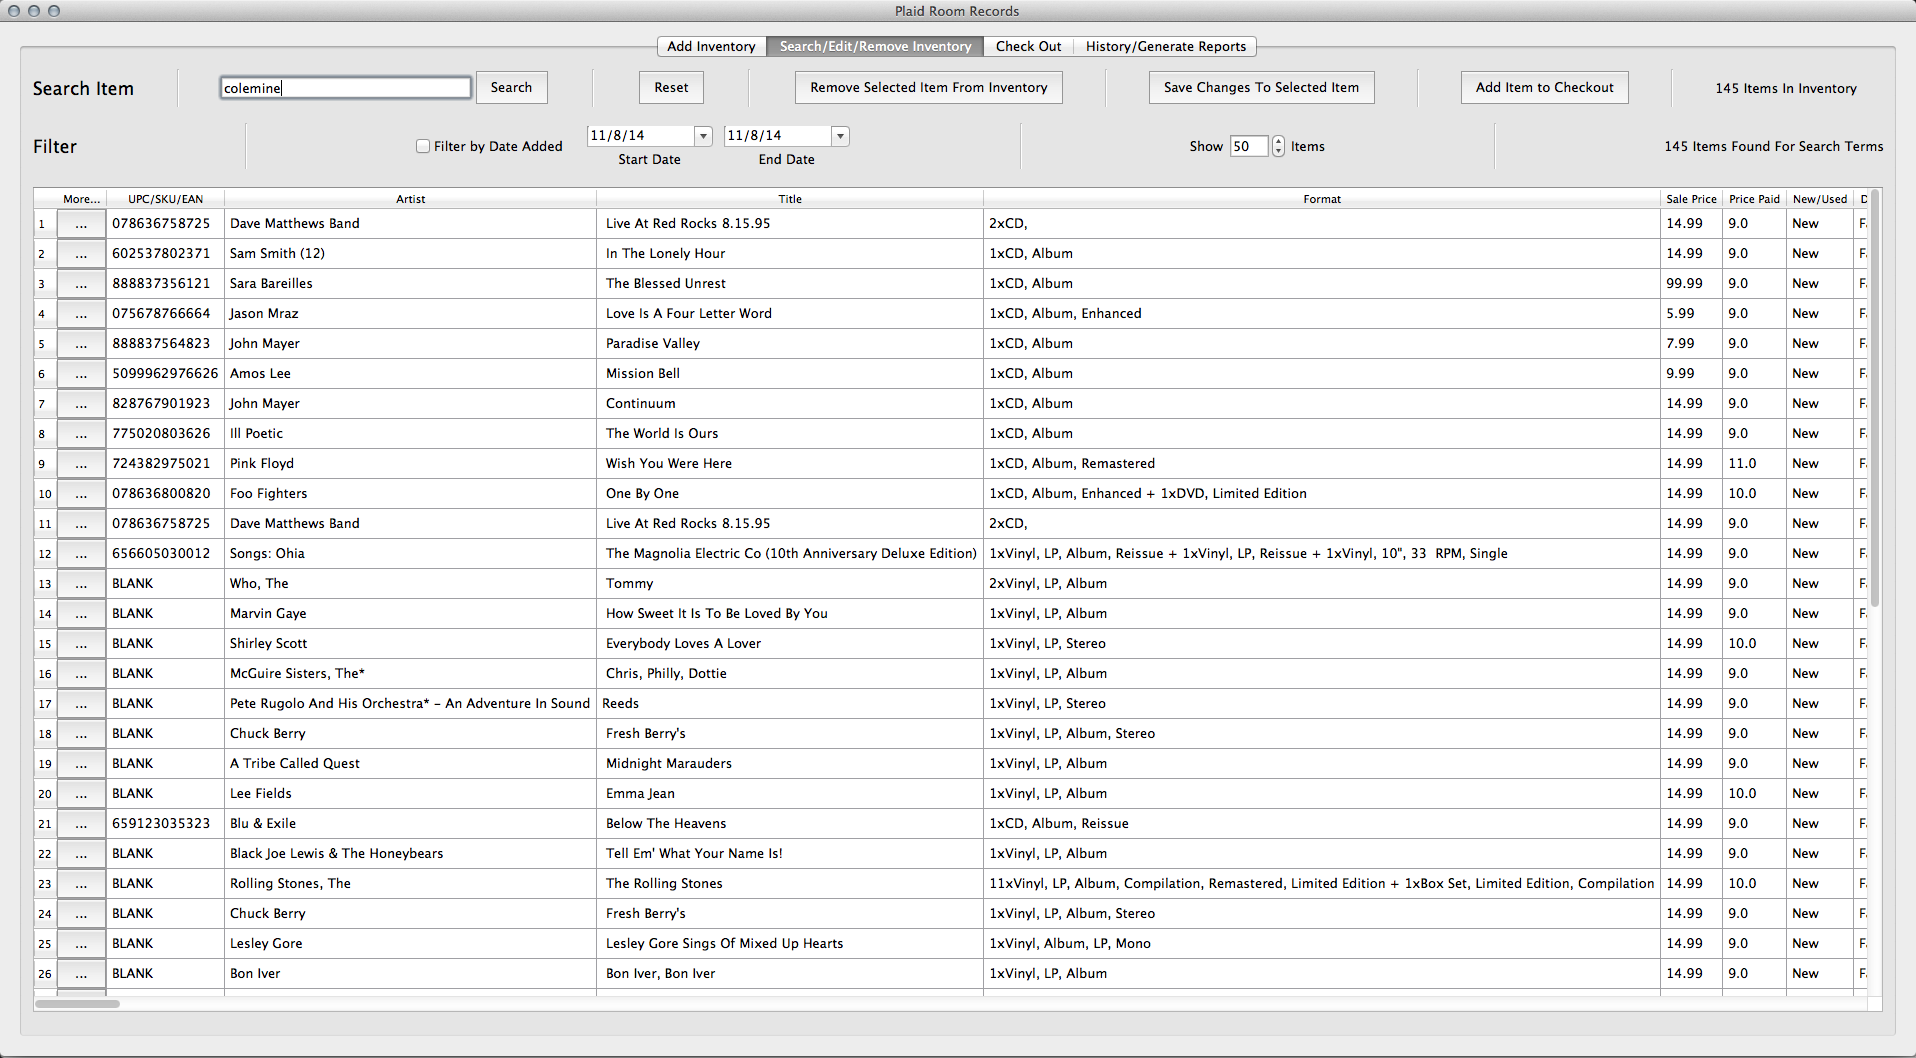 Plaid Room Records
Add Inventory Search/Edit/Remove Inventory Check Out History/Generate Reports
Search Item colemine Search Reset Remove Selected Item From Inventory Save Changes To Selected Item Add Item to Checkout 145 Items In Inventory
Filter Filter by Date Added 11/8/14 11/8/14 Show 50 Items 145 Items Found For Search Terms
Start Date End Date
More... UPC/SKU/EAN Artist Title Format Sale Price Price Paid New/Used D
1 ... 078636758725 Dave Matthews Band Live At Red Rocks 8.15.95 2xCD, 14.99 9.0 New F
2 ... 602537802371 Sam Smith (12) In The Lonely Hour 1xCD, Album 14.99 9.0 New F
3 ... 888837356121 Sara Bareilles The Blessed Unrest 1xCD, Album 99.99 9.0 New F
4 ... 075678766664 Jason Mraz Love Is A Four Letter Word 1xCD, Album, Enhanced 5.99 9.0 New F
5 ... 888837564823 John Mayer Paradise Valley 1xCD, Album 7.99 9.0 New F
6 ... 5099962976626 Amos Lee Mission Bell 1xCD, Album 9.99 9.0 New F
7 ... 828767901923 John Mayer Continuum 1xCD, Album 14.99 9.0 New F
8 ... 775020803626 Ill Poetic The World Is Ours 1xCD, Album 14.99 9.0 New F
9 ... 724382975021 Pink Floyd Wish You Were Here 1xCD, Album, Remastered 14.99 11.0 New F
10 ... 078636800820 Foo Fighters One By One 1xCD, Album, Enhanced + 1xDVD, Limited Edition 14.99 10.0 New F
11 ... 078636758725 Dave Matthews Band Live At Red Rocks 8.15.95 2xCD, 14.99 9.0 New F
12 ... 656605030012 Songs: Ohia The Magnolia Electric Co (10th Anniversary Deluxe Edition) 1xVinyl, LP, Album, Reissue + 1xVinyl, LP, Reissue + 1xVinyl, 10", 33 RPM, Single 14.99 9.0 New F
13 ... BLANK Who, The Tommy 2xVinyl, LP, Album 14.99 9.0 New F
14 ... BLANK Marvin Gaye How Sweet It Is To Be Loved By You 1xVinyl, LP, Album 14.99 9.0 New F
15 ... BLANK Shirley Scott Everybody Loves A Lover 1xVinyl, LP, Stereo 14.99 10.0 New F
16 ... BLANK McGuire Sisters, The* Chris, Philly, Dottie 1xVinyl, LP, Album 14.99 9.0 New F
17 ... BLANK Pete Rugolo And His Orchestra* – An Adventure In Sound Reeds 1xVinyl, LP, Stereo 14.99 9.0 New F
18 ... BLANK Chuck Berry Fresh Berry's 1xVinyl, LP, Album, Stereo 14.99 9.0 New F
19 ... BLANK A Tribe Called Quest Midnight Marauders 1xVinyl, LP, Album 14.99 9.0 New F
20 ... BLANK Lee Fields Emma Jean 1xVinyl, LP, Album 14.99 10.0 New F
21 ... 659123035323 Blu & Exile Below The Heavens 1xCD, Album, Reissue 14.99 9.0 New F
22 ... BLANK Black Joe Lewis & The Honeybears Tell Em' What Your Name Is! 1xVinyl, LP, Album 14.99 9.0 New F
23 ... BLANK Rolling Stones, The The Rolling Stones 11xVinyl, LP, Album, Compilation, Remastered, Limited Edition + 1xBox Set, Limited Edition, Compilation 14.99 10.0 New F
24 ... BLANK Chuck Berry Fresh Berry's 1xVinyl, LP, Album, Stereo 14.99 9.0 New F
25 ... BLANK Lesley Gore Lesley Gore Sings Of Mixed Up Hearts 1xVinyl, Album, LP, Mono 14.99 9.0 New F
26 ... BLANK Bon Iver Bon Iver, Bon Iver 1xVinyl, LP, Album 14.99 9.0 New F